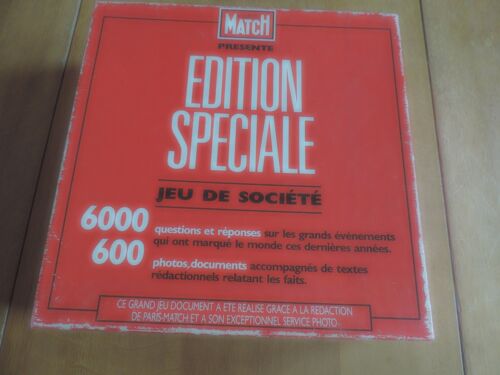 MATCH
PRESENTE
EDITION
SPECIALE
JEU DE SOCIÉTÉ
6000 questions et réponses sur les grands événements
qui ont marqué le monde ces dernières années.
600 photos, documents accompagnés de textes
rédactionnels relatant les faits.
CE GRAND JEU DOCUMENT A ETE REALISE GRACE A LA REDACTION
DE PARIS-MATCH ET A SON EXCEPTIONNEL SERVICE PHOTO